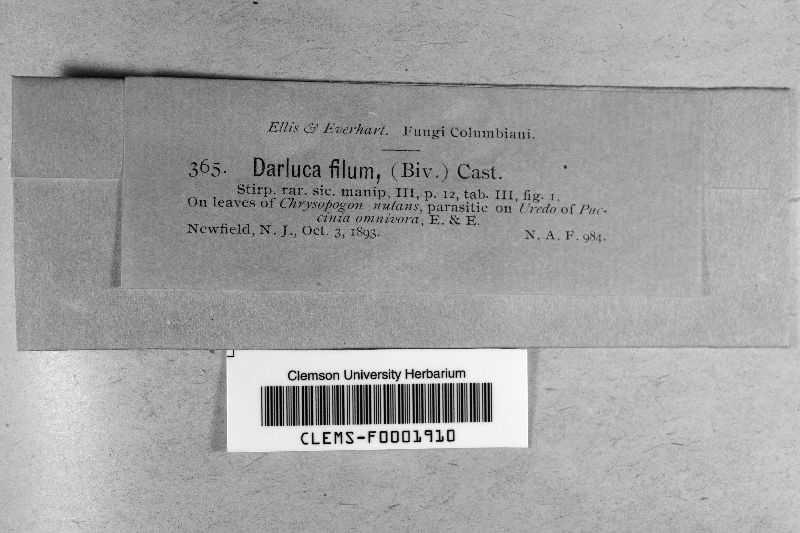 Ellis & Everhart. Fungi Columbiani.
365. Darluca filum, (Biv.) Cast.
Stirp. rar. sic. manip. III, p. 12, tab. III, fig. 1.
On leaves of Chrysopogon nutans, parasitic on Uredo of Puc-
cinia omnivora, E. & E.
Newfield, N. J., Oct. 3, 1893. N. A. F. 984.
Clemson University Herbarium
CLEMS-F0001910